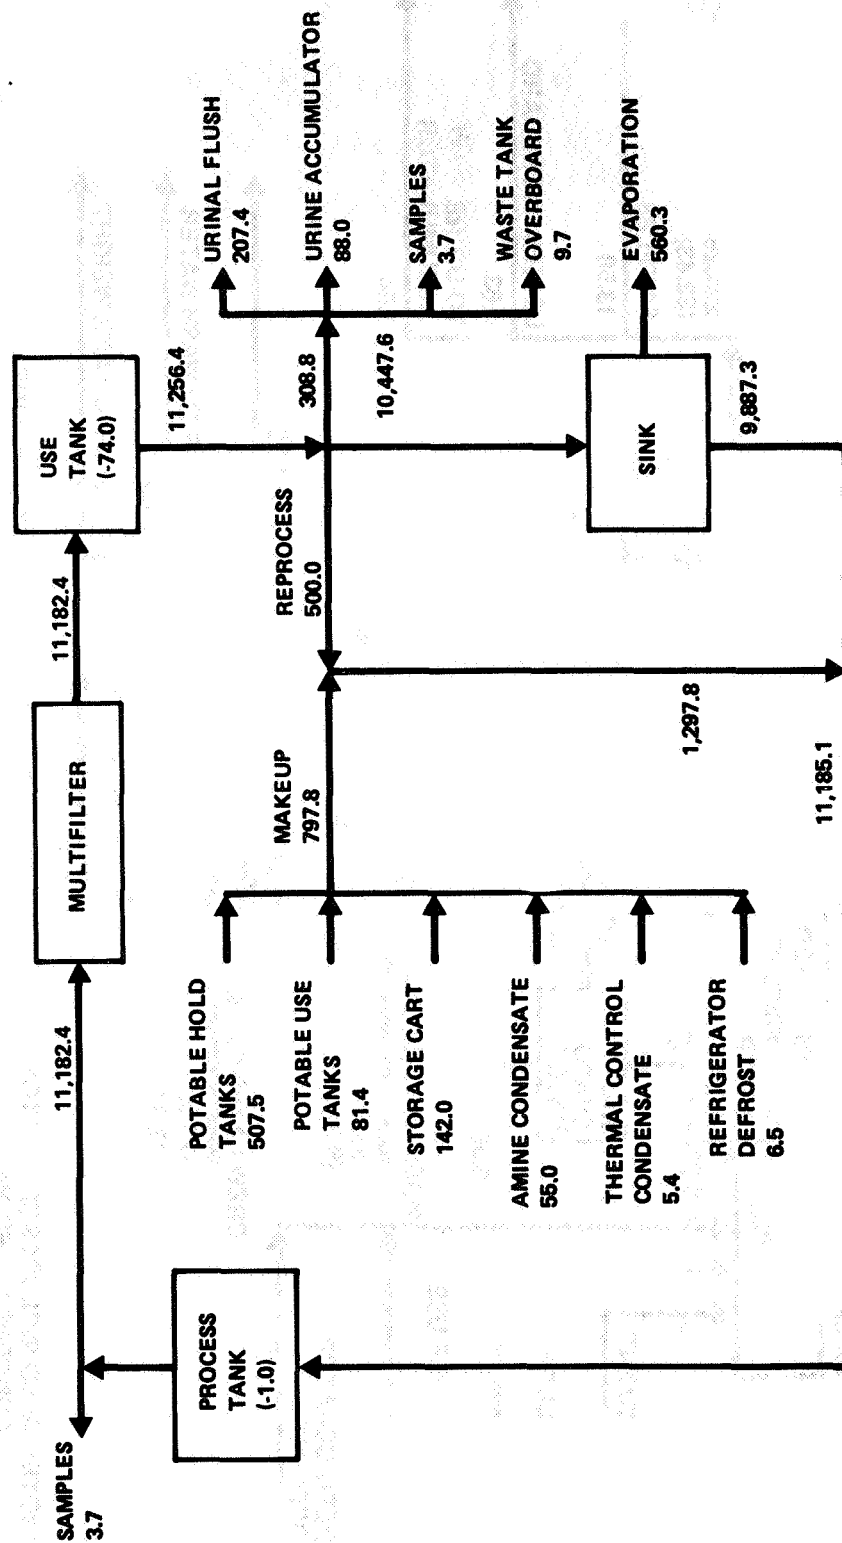 SAMPLES
3.7
11,182.4
MULTIFILTER
11,182.4
USE
TANK
(-74.0)
11,256.4
PROCESS
TANK
(-1.0)
POTABLE HOLD
TANKS
507.5
POTABLE USE
TANKS
81.4
STORAGE CART
142.0
AMINE CONDENSATE
55.0
THERMAL CONTROL
CONDENSATE
5.4
REFRIGERATOR
DEFROST
6.5
MAKEUP
797.8
REPROCESS
500.0
308.8
10,447.6
URINAL FLUSH
207.4
URINE ACCUMULATOR
88.0
SAMPLES
3.7
WASTE TANK
OVERBOARD
9.7
EVAPORATION
560.3
SINK
9,887.3
1,297.8
11,185.1